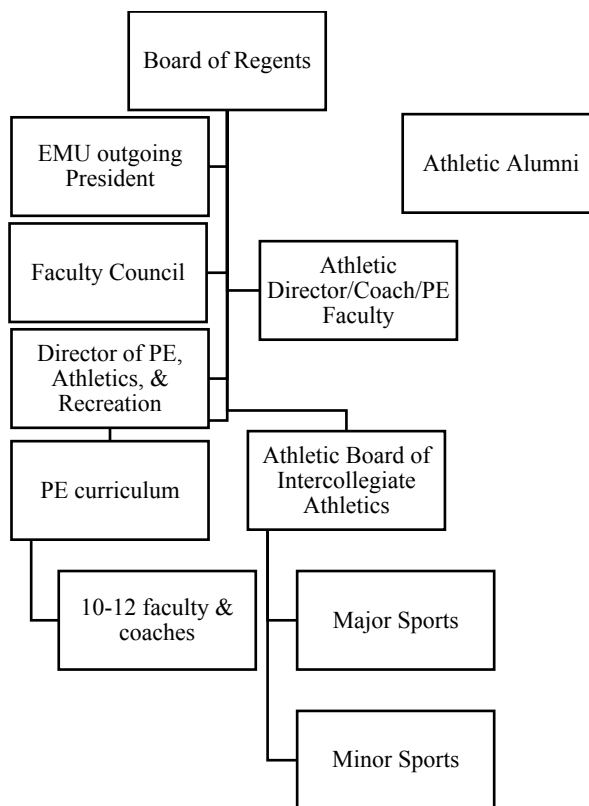 Board of Regents
EMU outgoing
President
Athletic Alumni
Faculty Council
Athletic
Director/Coach/PE
Faculty
Director of PE,
Athletics, &
Recreation
PE curriculum
Athletic Board of
Intercollegiate
Athletics
10-12 faculty &
coaches
Major Sports
Minor Sports